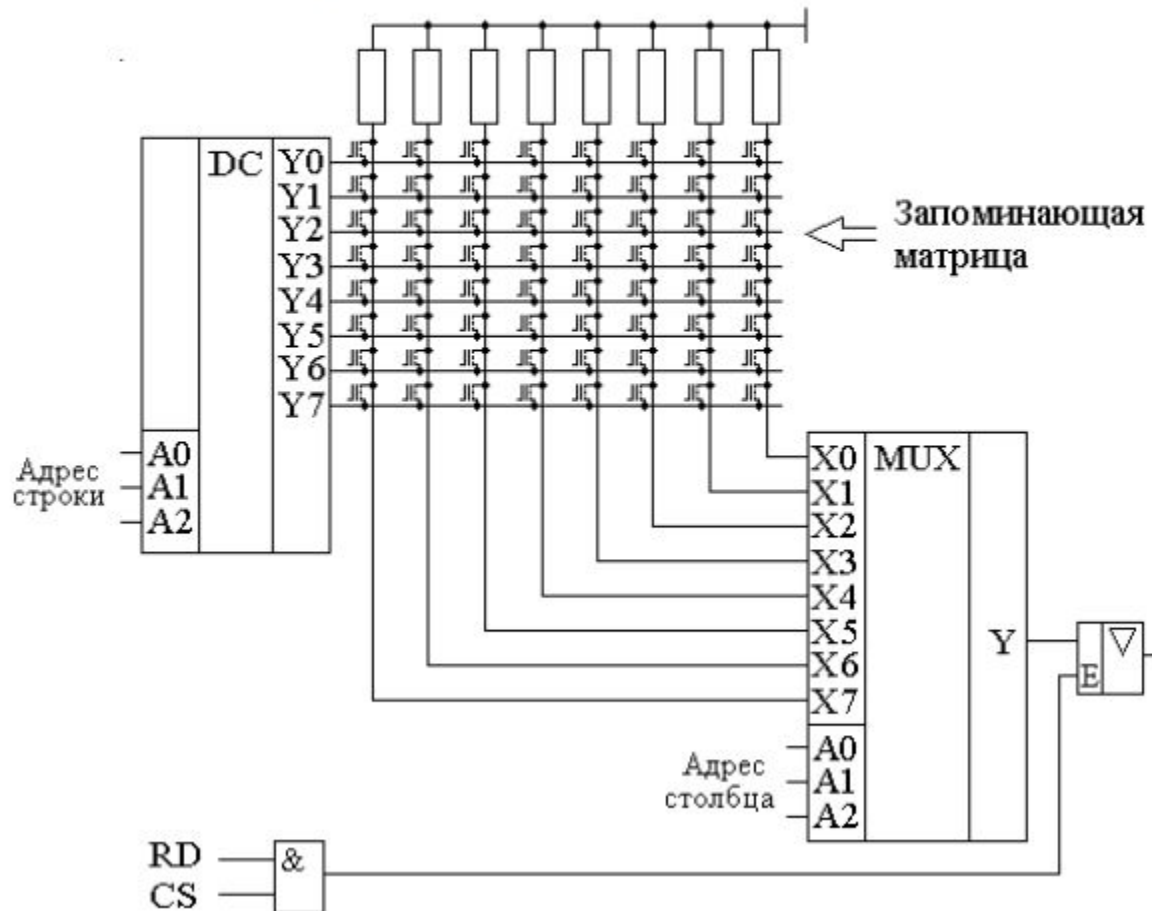 DC
Y0
Y1
Y2
Y3
Y4
Y5
Y6
Y7
A0
A1
A2
Адрес
строки
Запоминающая
матрица
X0
X1
X2
X3
X4
X5
X6
X7
MUX
Y
E
A0
A1
A2
Адрес
столбца
RD
CS
&